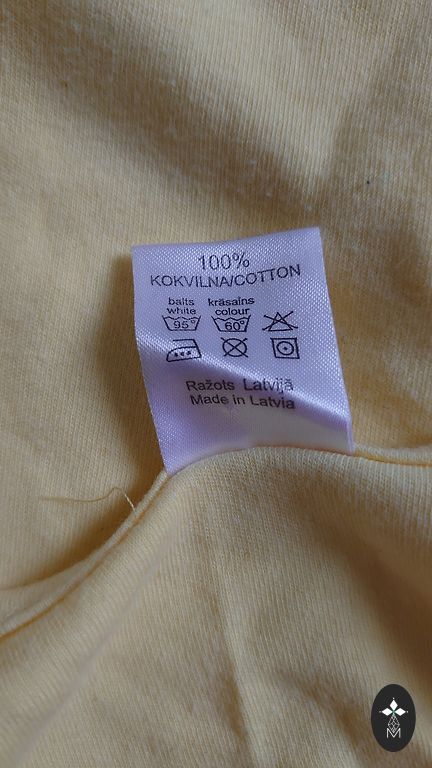 100%
KOKVILNA/COTTON
balts krāsains
white colour
95° 60°
Ražots Latvijā
Made in Latvia
M